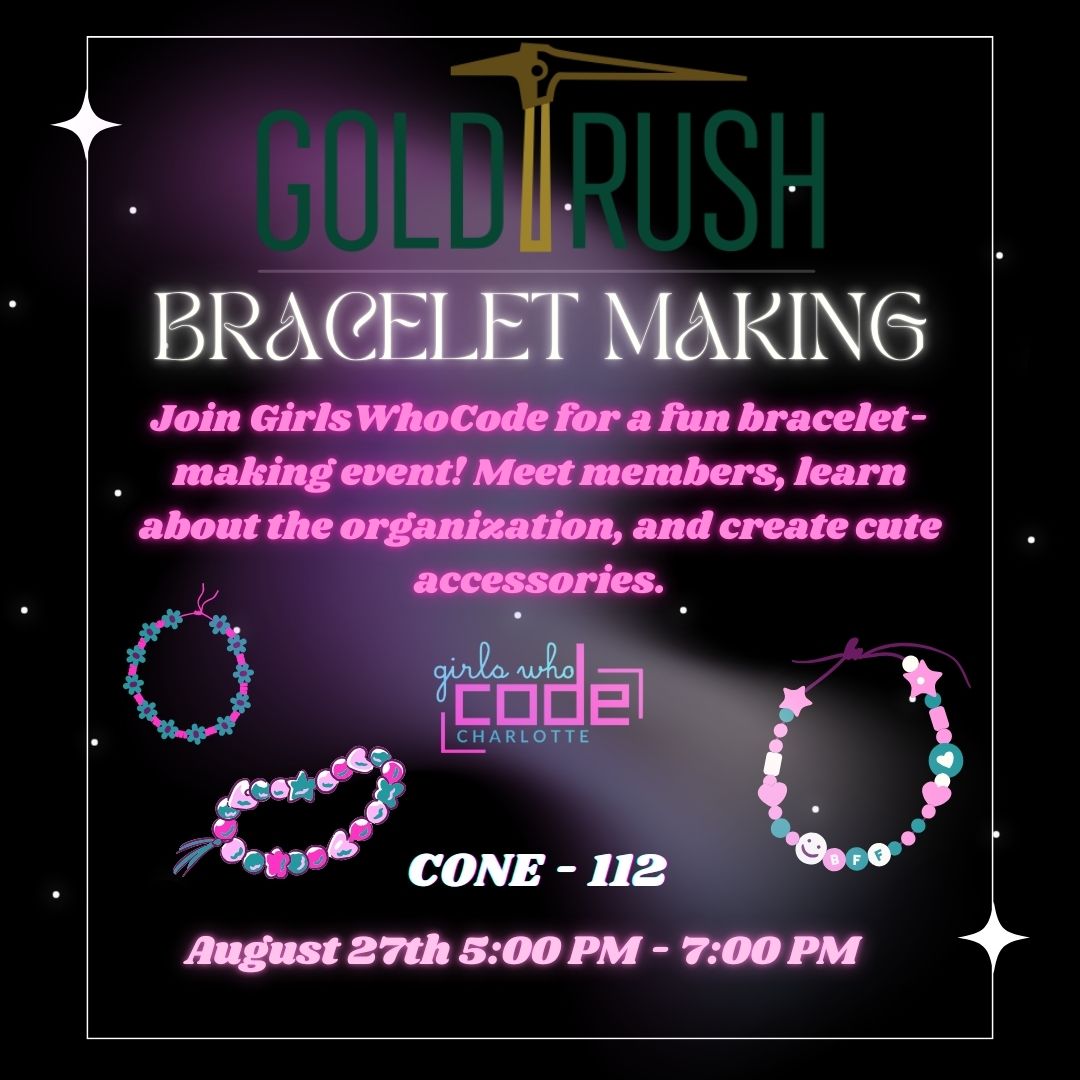 GOLD RUSH
BRACELET MAKING
Join GirlsWhoCode for a fun bracelet-
making event! Meet members, learn
about the organization, and create cute
accessories.
girls who
code
CHARLOTTE
BFF
CONE - 112
August 27th 5:00 PM - 7:00 PM